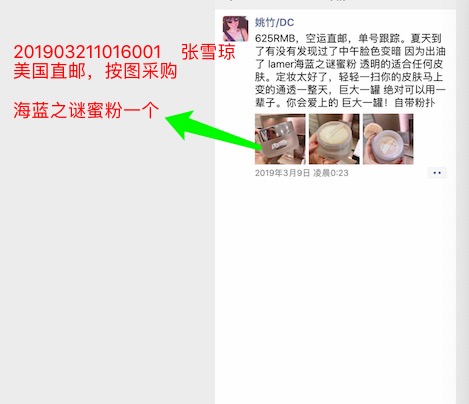 201903211016001 张雪琼
美国直邮，按图采购
海蓝之谜蜜粉一个
姚竹/DC
625RMB，空运直邮，单号跟踪。夏天到
了有没有发现过了中午脸色变暗 因为出油
了 lamer海蓝之谜蜜粉 透明的适合任何皮
肤。定妆太好了，轻轻一扫你的皮肤马上
变的通透一整天，巨大一罐 绝对可以用一
辈子。你会爱上的 巨大一罐！自带粉扑
2019年3月9日 凌晨0:23